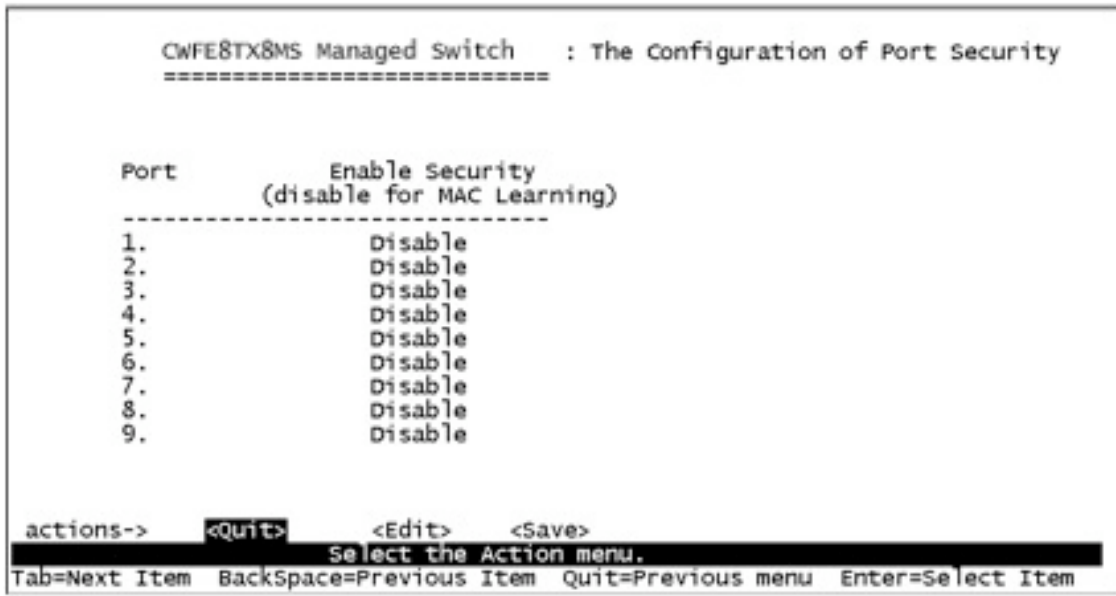 CWFE8TX8MS Managed Switch : The Configuration of Port Security
============================
Port Enable Security
(disable for MAC Learning)
-------------------------------
1. Disable
2. Disable
3. Disable
4. Disable
5. Disable
6. Disable
7. Disable
8. Disable
9. Disable
actions-> <Quit> <Edit> <Save>
Select the Action menu.
Tab=Next Item BackSpace=Previous Item Quit=Previous menu Enter=Select Item